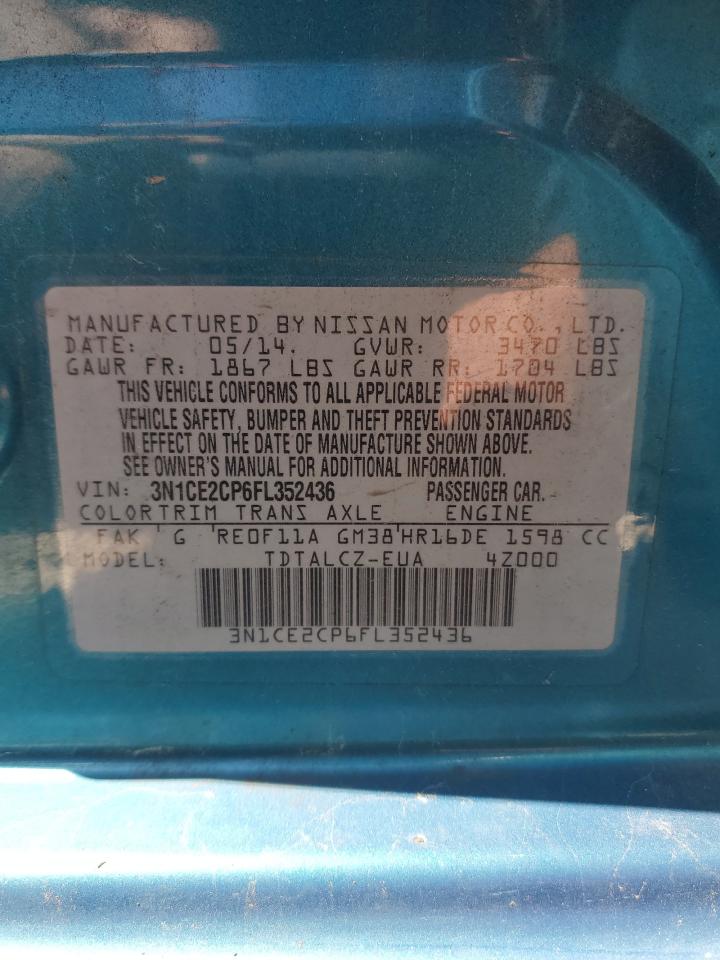 MANUFACTURED BY NISSAN MOTOR CO., LTD.
DATE: 05/14. GVWR: 3470 LBS
GAWR FR: 1867 LBS GAWR RR: 1704 LBS
THIS VEHICLE CONFORMS TO ALL APPLICABLE FEDERAL MOTOR
VEHICLE SAFETY, BUMPER AND THEFT PREVENTION STANDARDS
IN EFFECT ON THE DATE OF MANUFACTURE SHOWN ABOVE.
SEE OWNER'S MANUAL FOR ADDITIONAL INFORMATION.
VIN: 3N1CE2CP6FL352436 PASSENGER CAR.
COLOR TRIM TRANS AXLE ENGINE
FAK G RE0F11A GM38 HR16DE 1598 CC
MODEL: TDTALCZ-EUA 4Z000
3N1CE2CP6FL352436